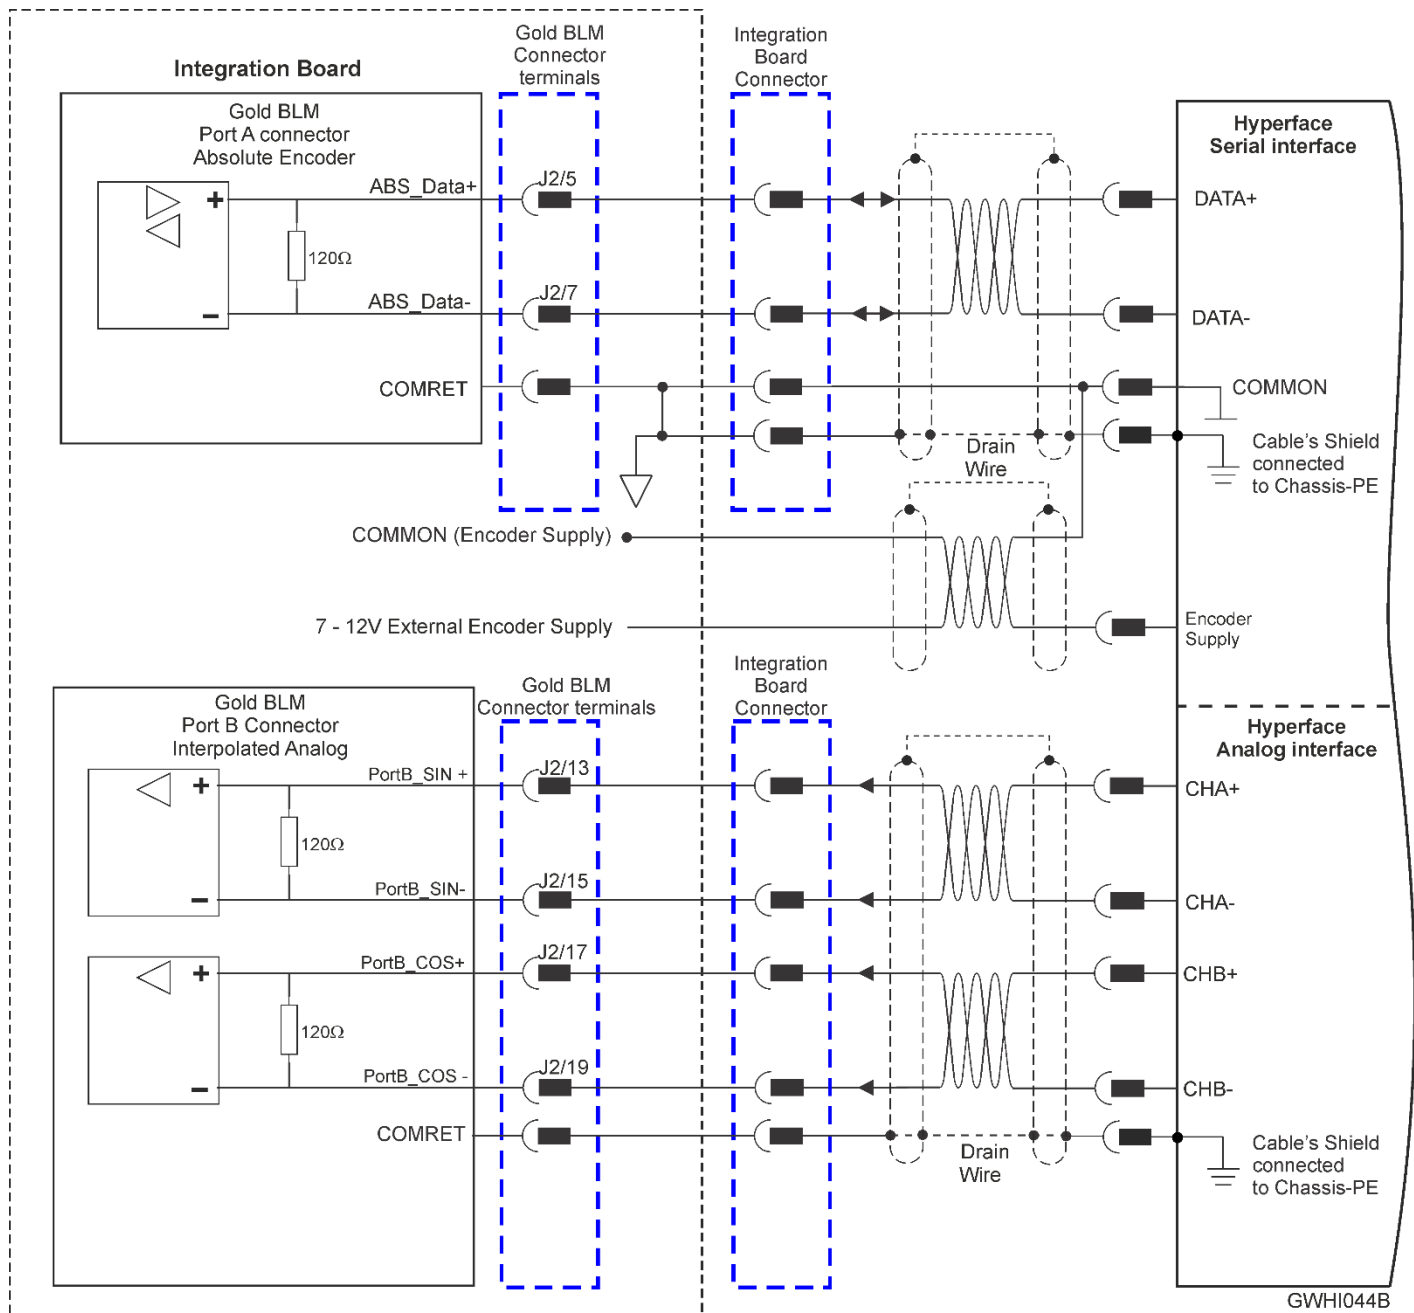 Integration Board
Gold BLM
Connector
terminals
Integration
Board
Connector
Gold BLM
Port A connector
Absolute Encoder
Hyperface
Serial interface
ABS_Data+
J2/5
DATA+
+
120Ω
ABS_Data-
J2/7
DATA-
–
COMRET
COMMON
Drain
Wire
Cable's Shield
connected
to Chassis-PE
COMMON (Encoder Supply)
7 - 12V External Encoder Supply
Encoder
Supply
Gold BLM
Port B Connector
Interpolated Analog
Gold BLM
Connector terminals
Integration
Board
Connector
Hyperface
Analog interface
PortB_SIN +
J2/13
CHA+
+
120Ω
PortB_SIN-
J2/15
CHA-
–
PortB_COS+
J2/17
CHB+
+
120Ω
PortB_COS -
J2/19
CHB-
–
COMRET
Drain
Wire
Cable's Shield
connected
to Chassis-PE
GWHI044B